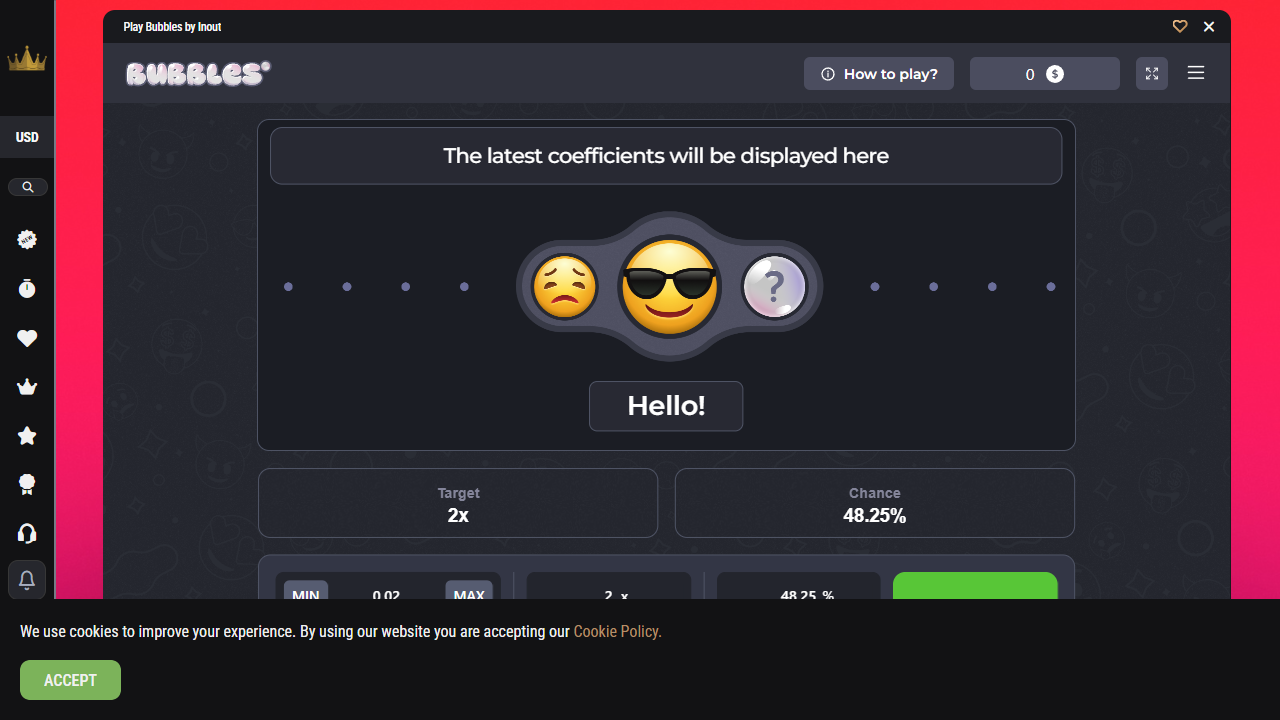 Play Bubbles by Inout
BUBBLES
How to play?
0 $
USD
The latest coefficients will be displayed here
NEW
?
Hello!
Target
2x
Chance
48.25%
MIN
0.02
MAX
2 x
48.25 %
We use cookies to improve your experience. By using our website you are accepting our Cookie Policy.
ACCEPT